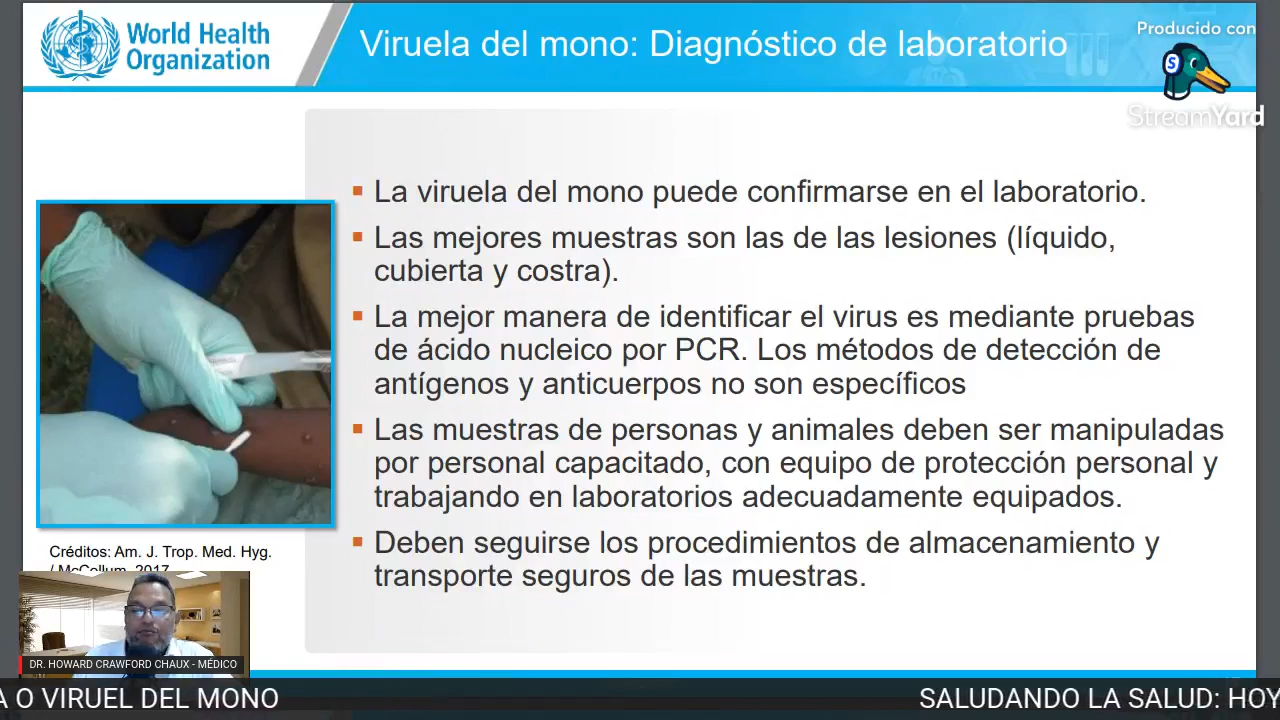 World Health
Organization
Viruela del mono: Diagnóstico de laboratorio
Producido con
S
StreamYard
La viruela del mono puede confirmarse en el laboratorio.
Las mejores muestras son las de las lesiones (líquido,
cubierta y costra).
La mejor manera de identificar el virus es mediante pruebas
de ácido nucleico por PCR. Los métodos de detección de
antígenos y anticuerpos no son específicos
Las muestras de personas y animales deben ser manipuladas
por personal capacitado, con equipo de protección personal y
trabajando en laboratorios adecuadamente equipados.
Deben seguirse los procedimientos de almacenamiento y
transporte seguros de las muestras.
Créditos: Am. J. Trop. Med. Hyg.
/ McCollum, 2017
DR. HOWARD CRAWFORD CHAUX - MÉDICO
A O VIRUEL DEL MONO
SALUDANDO LA SALUD: HOY